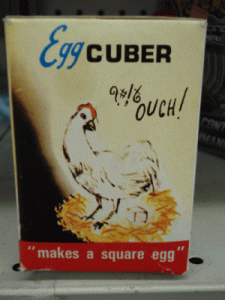 Egg CUBER
?#!&
OUCH!
"makes a square egg"